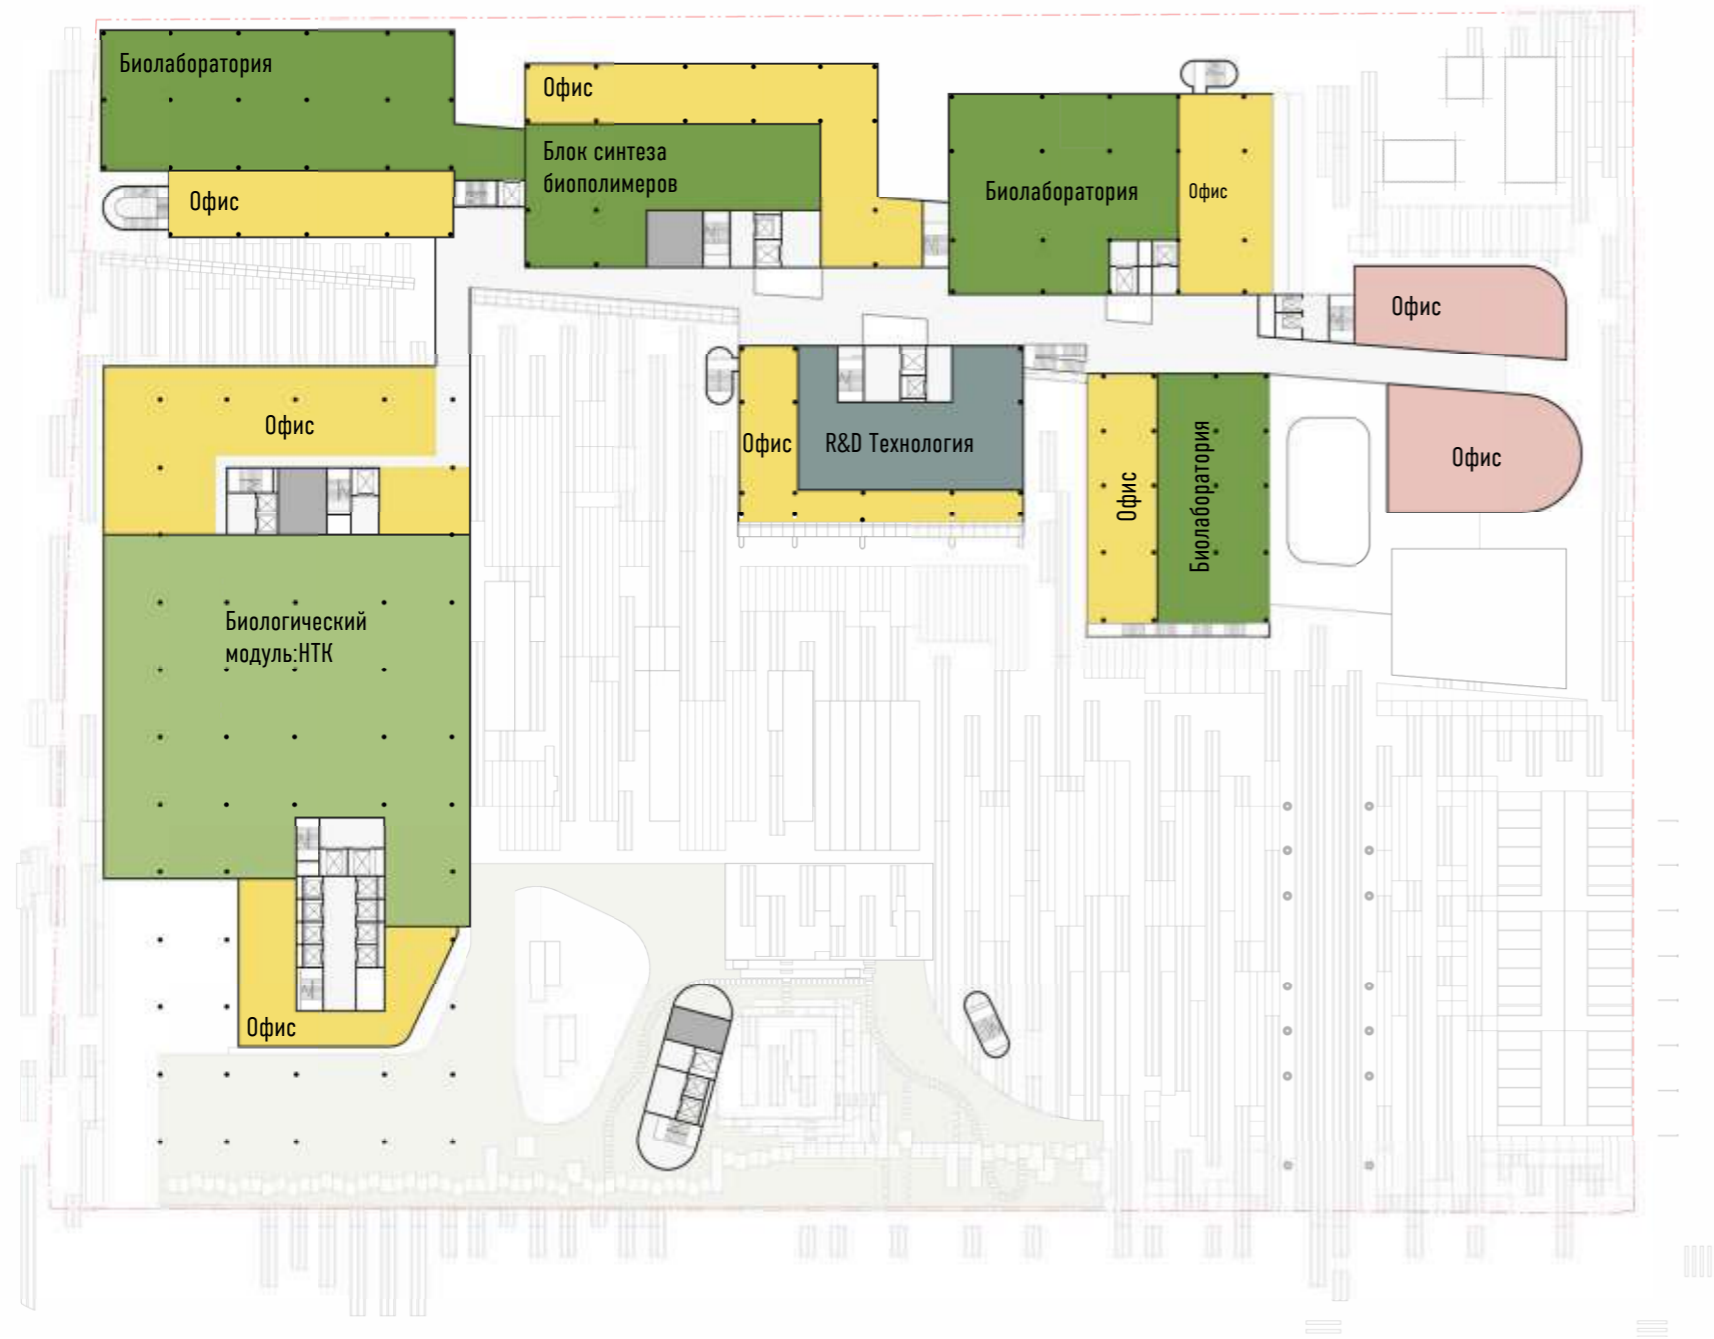 Биолаборатория
Офис
Офис
Блок синтеза
биополимеров
Биолаборатория
Офис
Офис
Офис
Офис
R&D Технология
Офис
Биолаборатория
Офис
Офис
Биологический
модуль:НТК
Офис